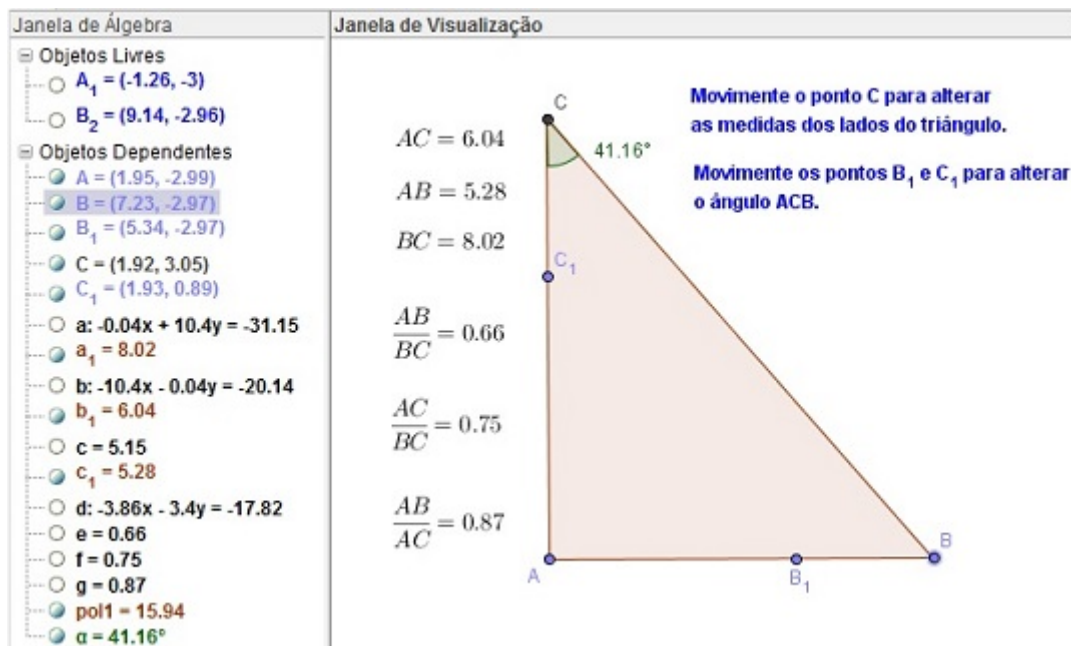 Janela de Álgebra
Objetos Livres
A₁ = (-1.26, -3)
B₂ = (9.14, -2.96)
Objetos Dependentes
A = (1.95, -2.99)
B = (7.23, -2.97)
B₁ = (5.34, -2.97)
C = (1.92, 3.05)
C₁ = (1.93, 0.89)
a: -0.04x + 10.4y = -31.15
a₁ = 8.02
b: -10.4x - 0.04y = -20.14
b₁ = 6.04
c = 5.15
c₁ = 5.28
d: -3.86x - 3.4y = -17.82
e = 0.66
f = 0.75
g = 0.87
pol1 = 15.94
α = 41.16°
Janela de Visualização
AC = 6.04
AB = 5.28
BC = 8.02
AB/BC = 0.66
AC/BC = 0.75
AB/AC = 0.87
C
41.16°
C₁
A
B₁
B
Movimente o ponto C para alterar
as medidas dos lados do triângulo.
Movimente os pontos B₁ e C₁ para alterar
o ângulo ACB.